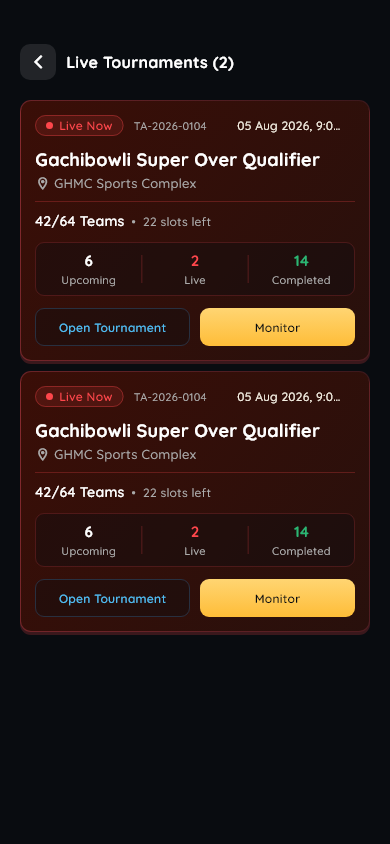 Live Tournaments (2)
Live Now TA-2026-0104 05 Aug 2026, 9:0...
Gachibowli Super Over Qualifier
GHMC Sports Complex
42/64 Teams • 22 slots left
6 2 14
Upcoming Live Completed
Open Tournament Monitor
Live Now TA-2026-0104 05 Aug 2026, 9:0...
Gachibowli Super Over Qualifier
GHMC Sports Complex
42/64 Teams • 22 slots left
6 2 14
Upcoming Live Completed
Open Tournament Monitor